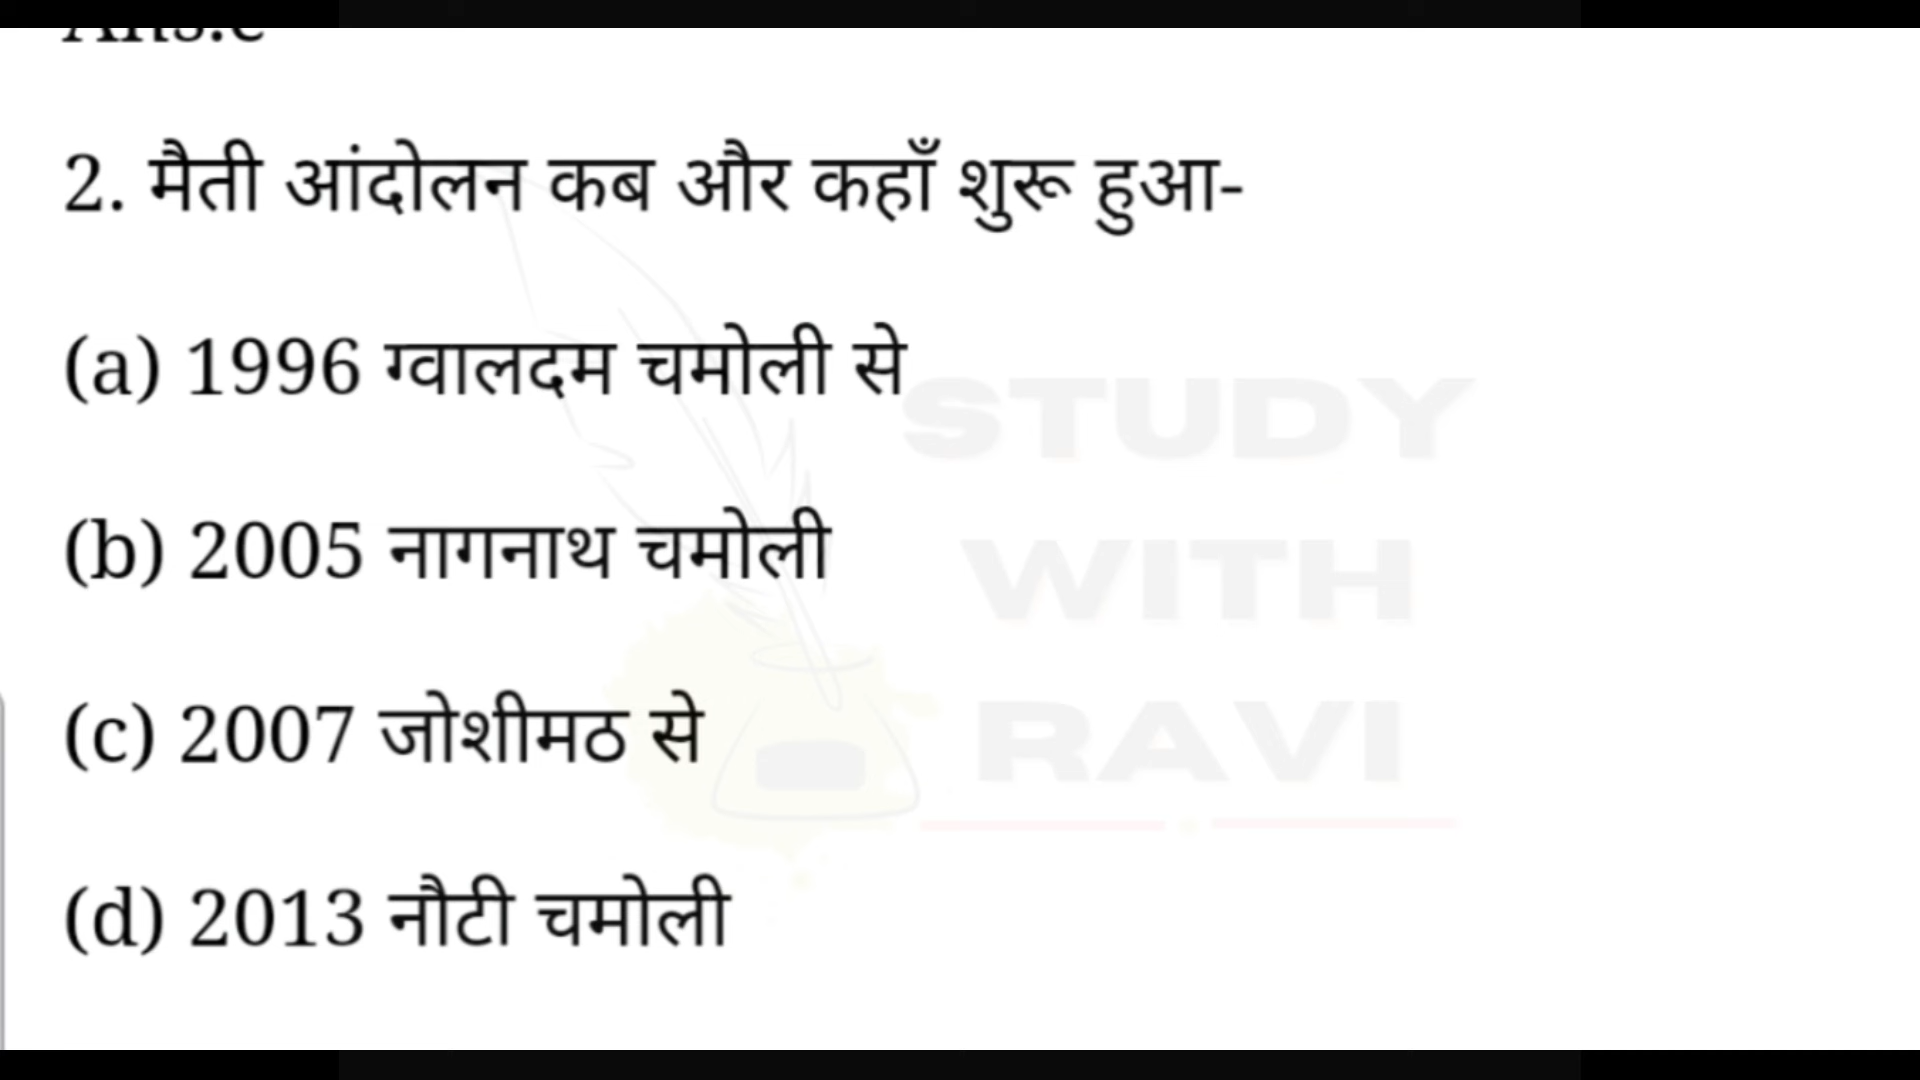 2. मैती आंदोलन कब और कहाँ शुरू हुआ-
(a) 1996 ग्वालदम चमोली से
STUDY
(b) 2005 नागनाथ चमोली
WITH
(c) 2007 जोशीमठ से
RAVI
(d) 2013 नौटी चमोली